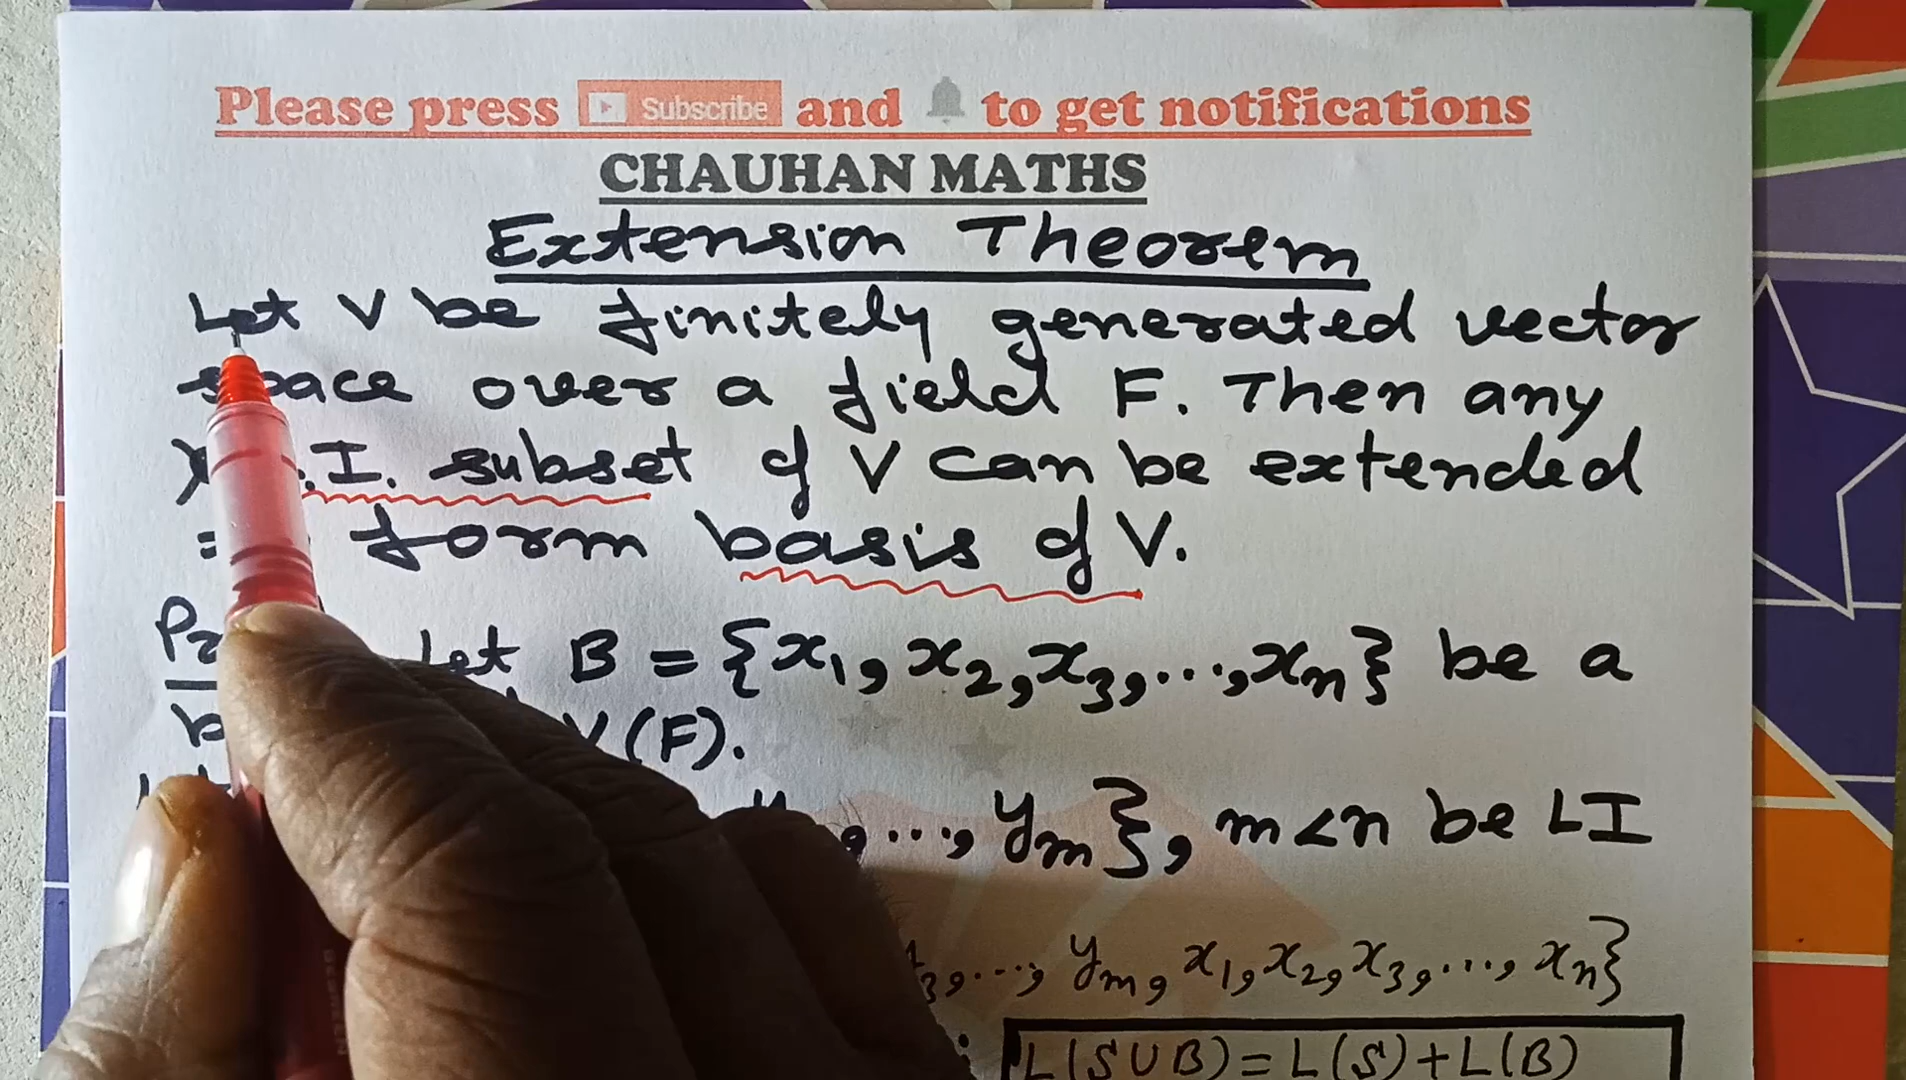 Please press Subscribe and to get notifications
CHAUHAN MATHS
Extension Theorem
Let V be finitely generated vector
space over a field F. Then any
.I. subset of V can be extended
form basis of V.
Let B = {x₁, x₂, x₃, ..., xₙ} be a
V(F).
, ..., yₘ}, m<n be LI
₃, ..., yₘ, x₁, x₂, x₃, ..., xₙ}
L(SUB) = L(S) + L(B)